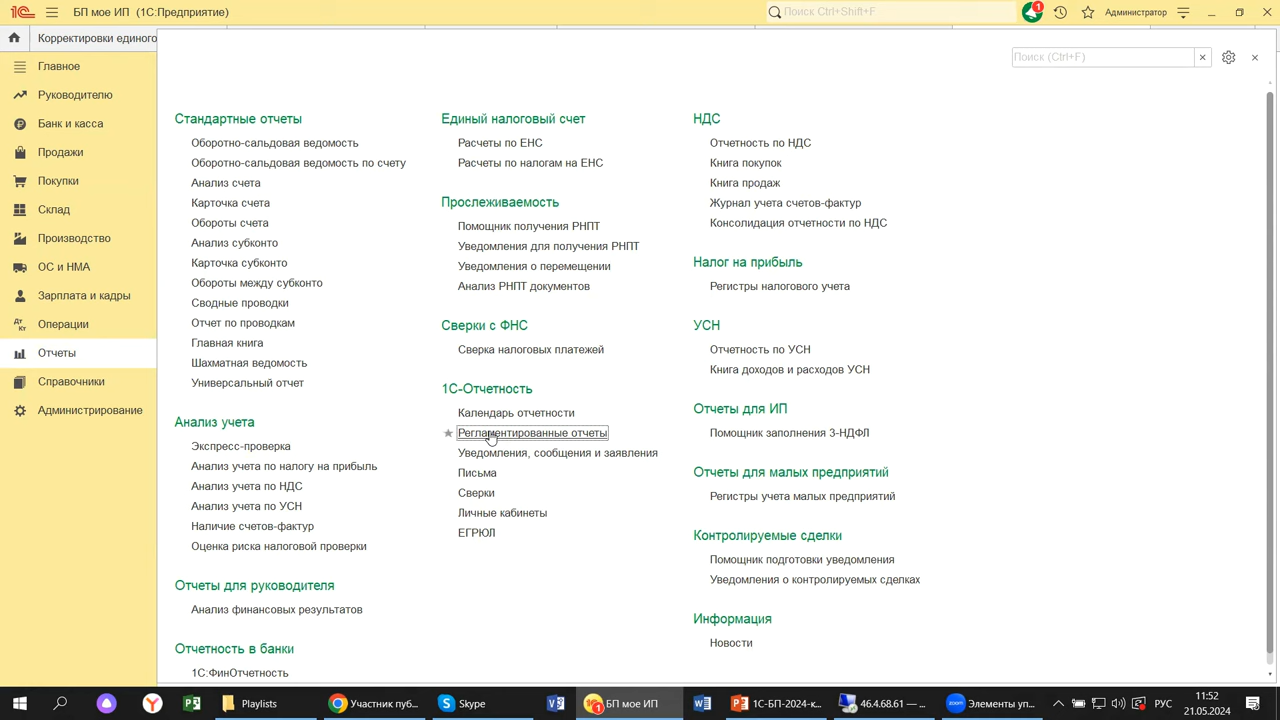 БП мое ИП (1С:Предприятие)
Поиск Ctrl+Shift+F
1
Администратор
Корректировки единого
Поиск (Ctrl+F)
Главное
Руководителю
Банк и касса
Продажи
Покупки
Склад
Производство
ОС и НМА
Зарплата и кадры
Операции
Отчеты
Справочники
Администрирование
Стандартные отчеты
Оборотно-сальдовая ведомость
Оборотно-сальдовая ведомость по счету
Анализ счета
Карточка счета
Обороты счета
Анализ субконто
Карточка субконто
Обороты между субконто
Сводные проводки
Отчет по проводкам
Главная книга
Шахматная ведомость
Универсальный отчет
Анализ учета
Экспресс-проверка
Анализ учета по налогу на прибыль
Анализ учета по НДС
Анализ учета по УСН
Наличие счетов-фактур
Оценка риска налоговой проверки
Отчеты для руководителя
Анализ финансовых результатов
Отчетность в банки
1С:ФинОтчетность
Единый налоговый счет
Расчеты по ЕНС
Расчеты по налогам на ЕНС
Прослеживаемость
Помощник получения РНПТ
Уведомления для получения РНПТ
Уведомления о перемещении
Анализ РНПТ документов
Сверки с ФНС
Сверка налоговых платежей
1С-Отчетность
Календарь отчетности
Регламентированные отчеты
Уведомления, сообщения и заявления
Письма
Сверки
Личные кабинеты
ЕГРЮЛ
НДС
Отчетность по НДС
Книга покупок
Книга продаж
Журнал учета счетов-фактур
Консолидация отчетности по НДС
Налог на прибыль
Регистры налогового учета
УСН
Отчетность по УСН
Книга доходов и расходов УСН
Отчеты для ИП
Помощник заполнения 3-НДФЛ
Отчеты для малых предприятий
Регистры учета малых предприятий
Контролируемые сделки
Помощник подготовки уведомления
Уведомления о контролируемых сделках
Информация
Новости
Playlists
Участник пуб...
Skype
БП мое ИП
1С-БП-2024-к...
46.4.68.61 — ...
Элементы уп...
РУС
11:52
21.05.2024